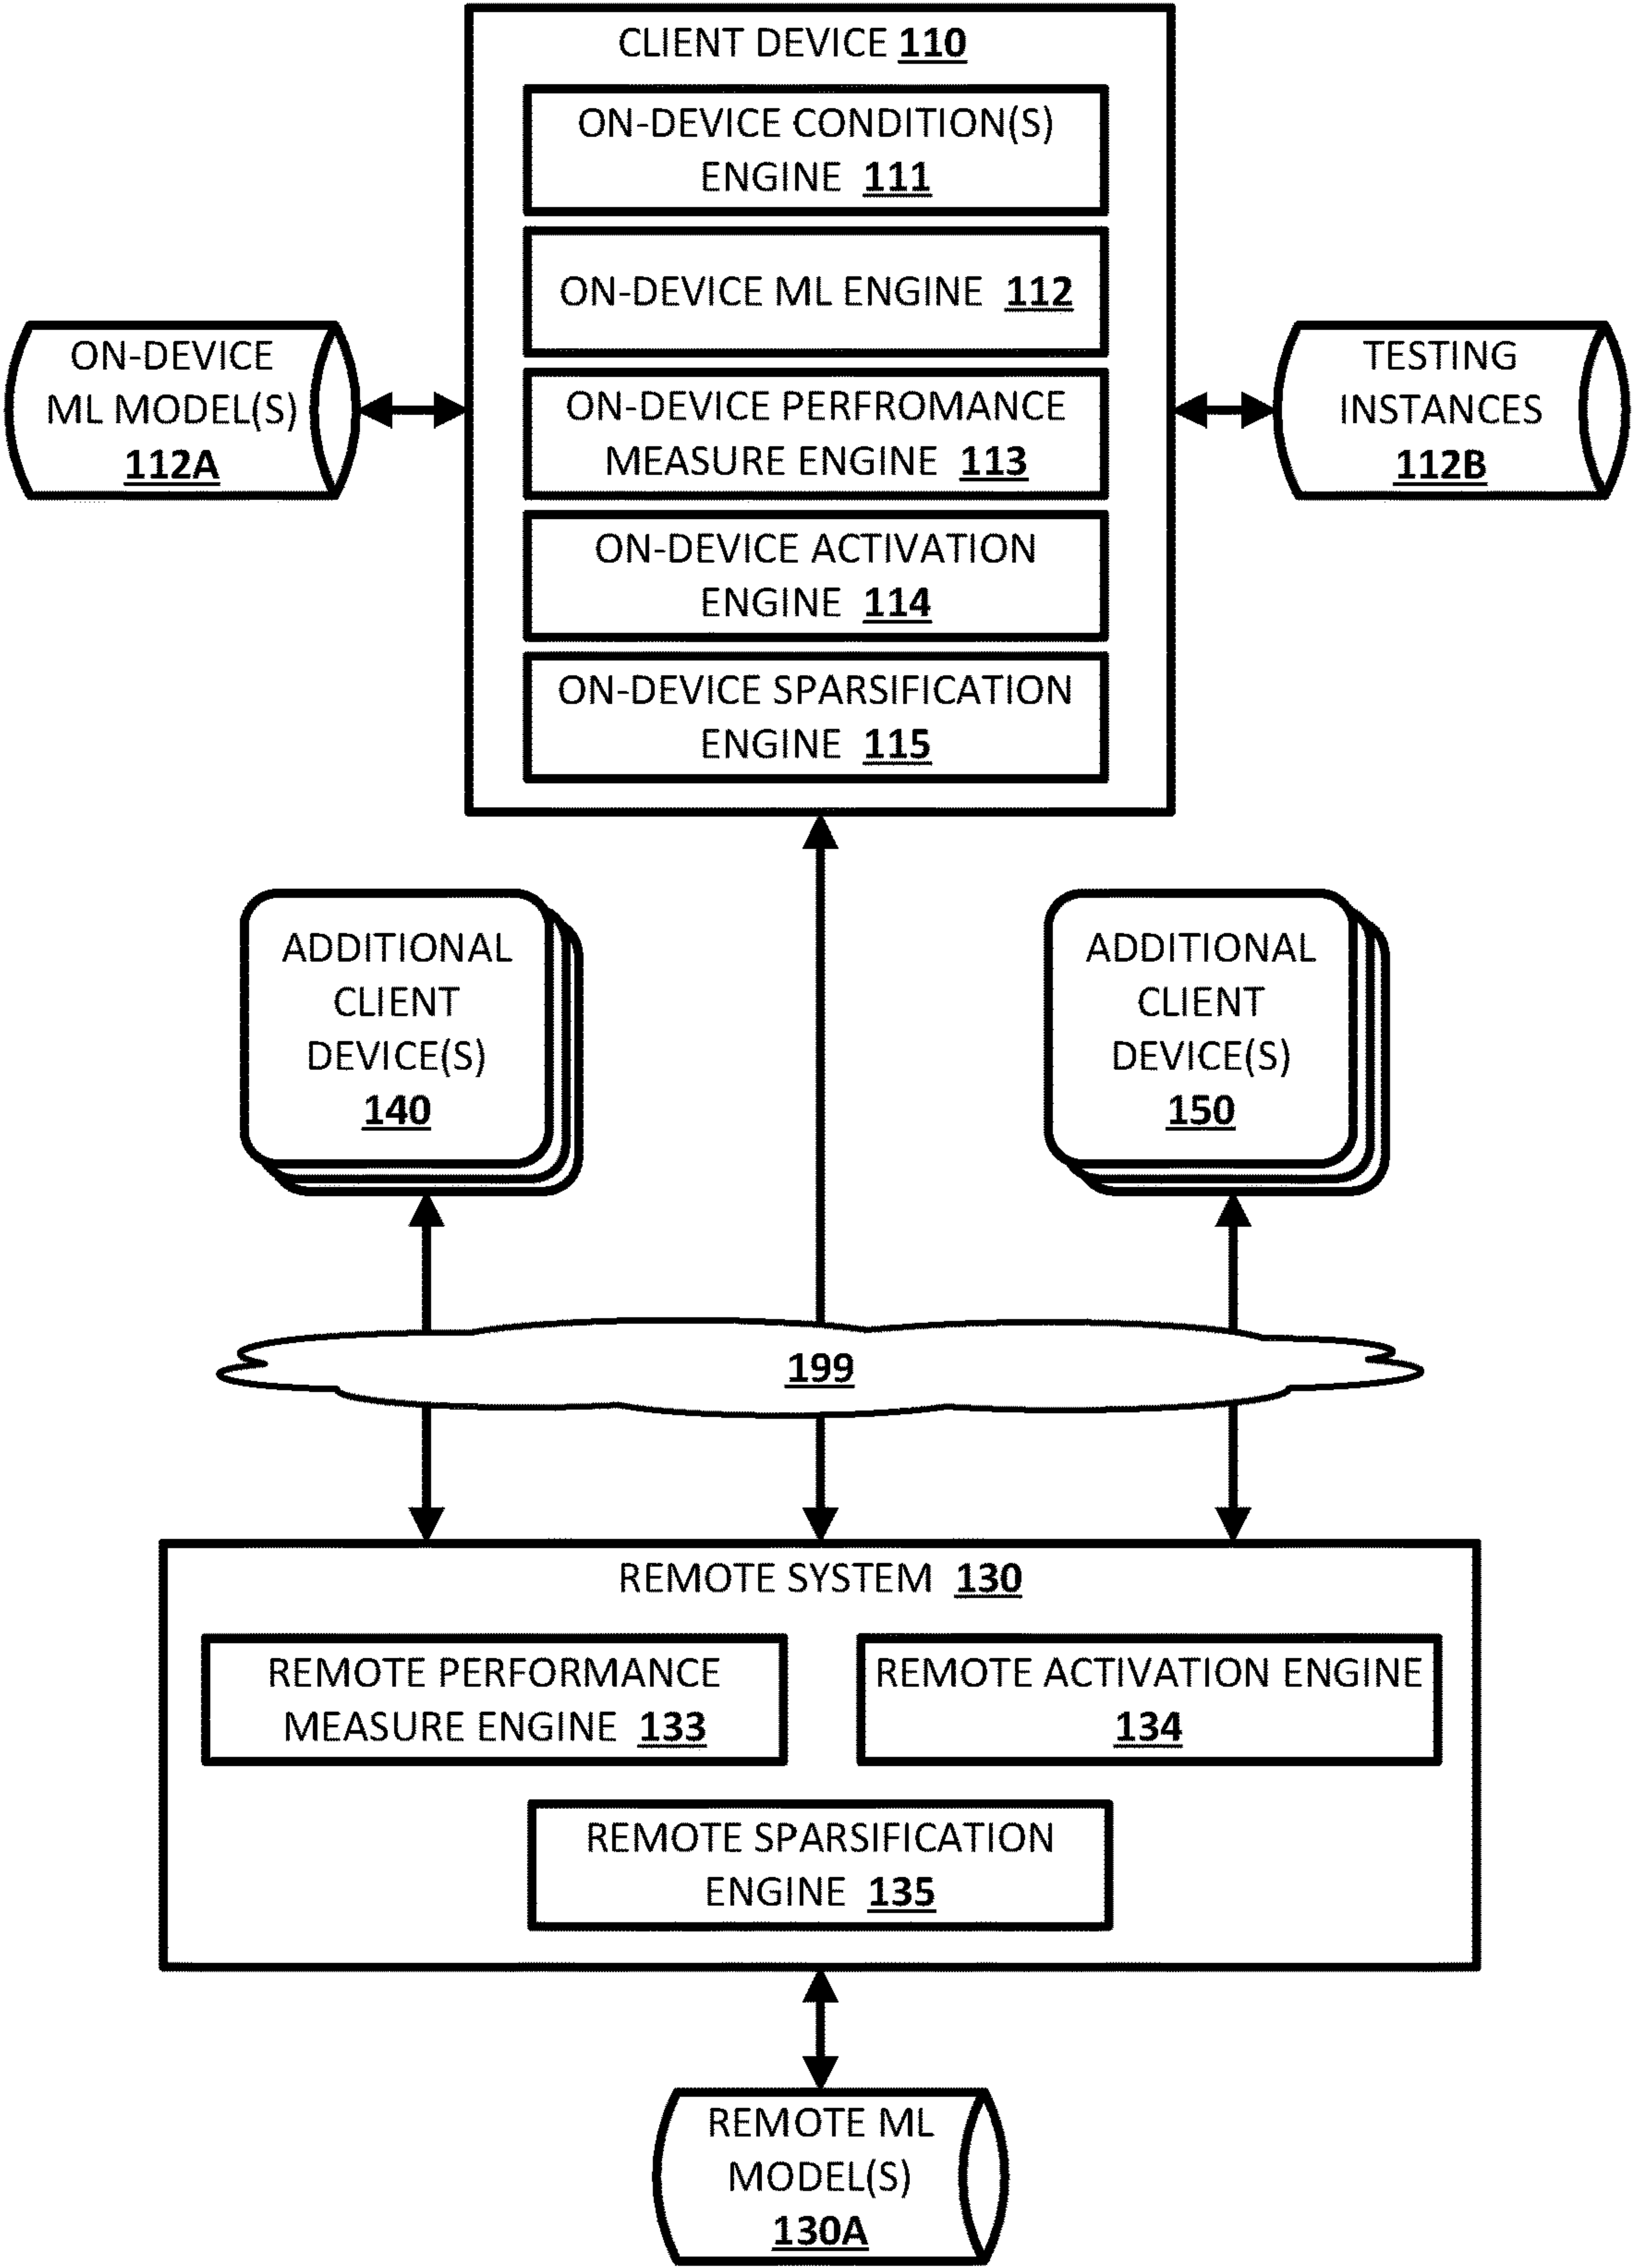 CLIENT DEVICE 110
ON-DEVICE CONDITION(S)
ENGINE 111
ON-DEVICE ML ENGINE 112
ON-DEVICE
ML MODEL(S)
112A
ON-DEVICE PERFROMANCE
MEASURE ENGINE 113
TESTING
INSTANCES
112B
ON-DEVICE ACTIVATION
ENGINE 114
ON-DEVICE SPARSIFICATION
ENGINE 115
ADDITIONAL
CLIENT
DEVICE(S)
140
ADDITIONAL
CLIENT
DEVICE(S)
150
199
REMOTE SYSTEM 130
REMOTE PERFORMANCE
MEASURE ENGINE 133
REMOTE ACTIVATION ENGINE
134
REMOTE SPARSIFICATION
ENGINE 135
REMOTE ML
MODEL(S)
130A